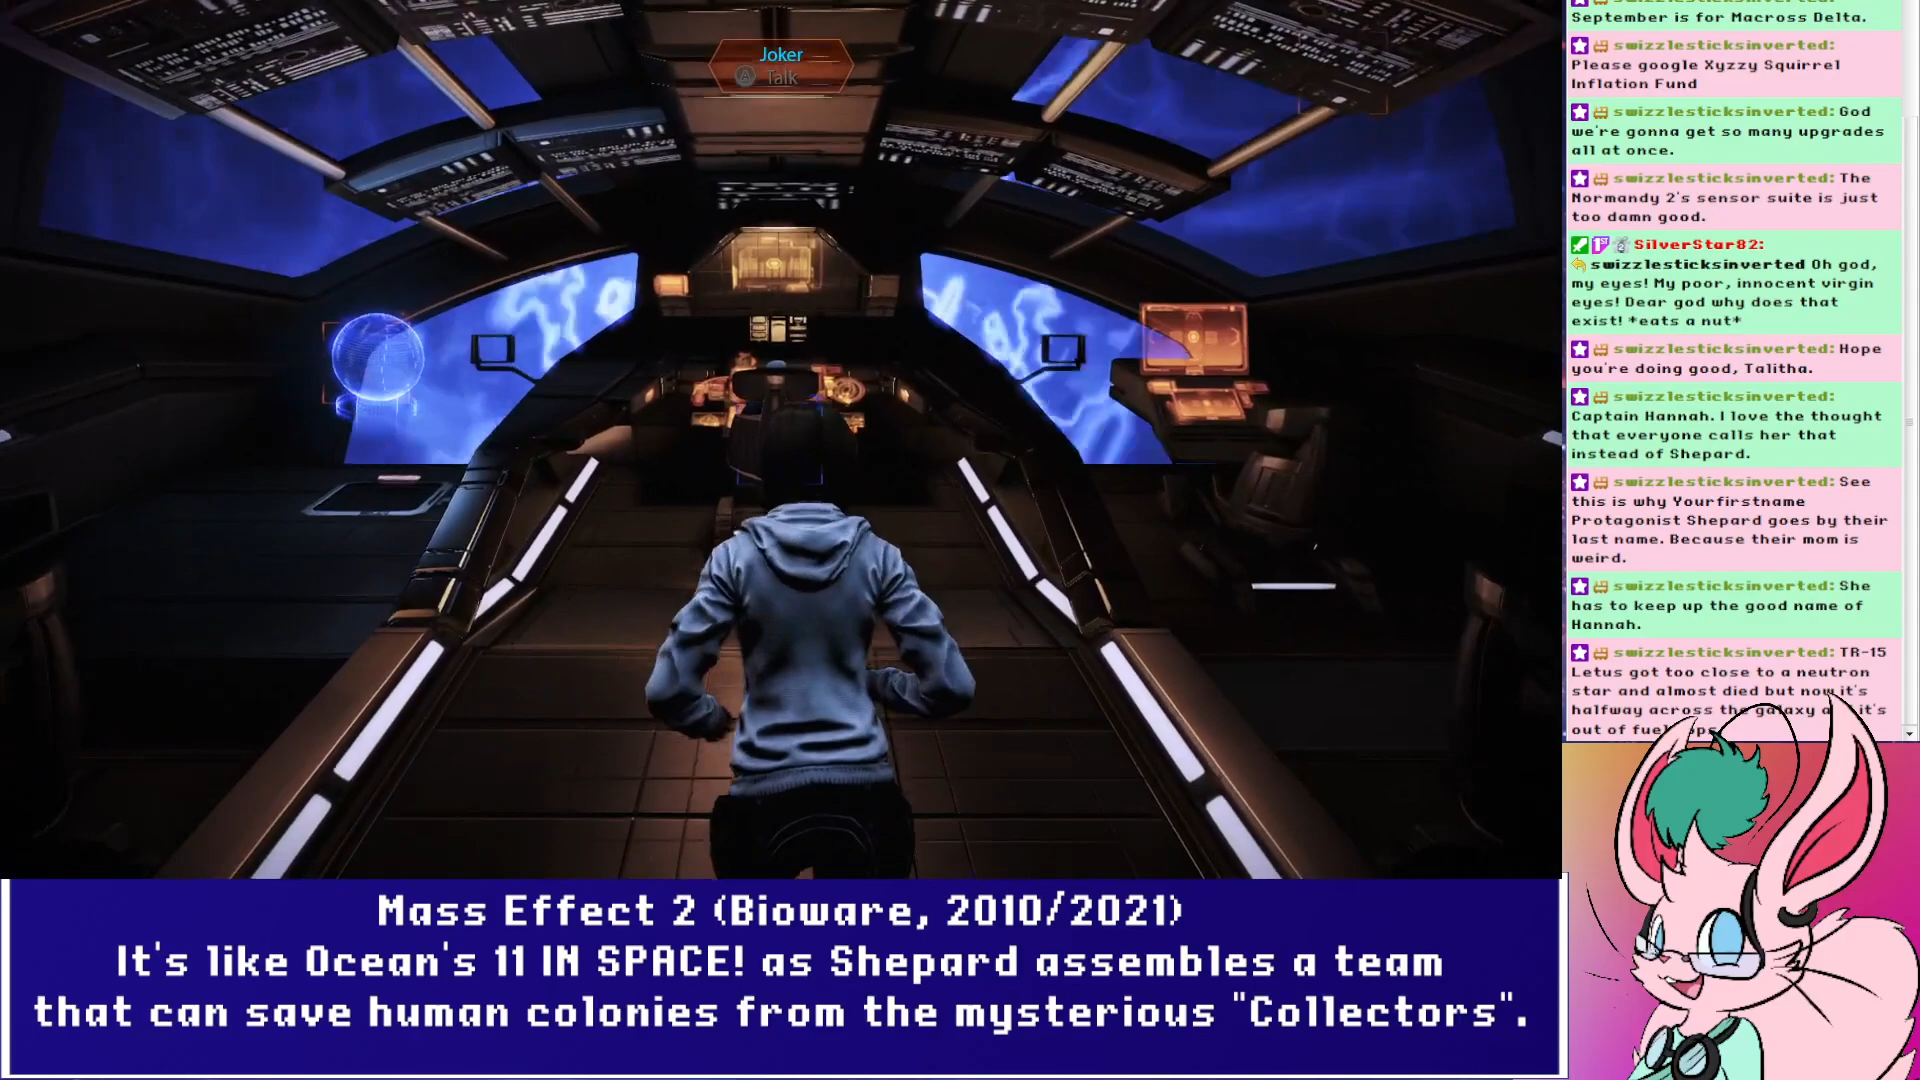 Joker
A Talk
September is for Macross Delta.
swizzlesticksinverted:
Please google Xyzzy Squirrel
Inflation Fund
swizzlesticksinverted: God
we're gonna get so many upgrades
all at once.
swizzlesticksinverted: The
Normandy 2's sensor suite is just
too damn good.
1ST 2 SilverStar82:
swizzlesticksinverted Oh god,
my eyes! My poor, innocent virgin
eyes! Dear god why does that
exist! *eats a nut*
swizzlesticksinverted: Hope
you're doing good, Talitha.
swizzlesticksinverted:
Captain Hannah. I love the thought
that everyone calls her that
instead of Shepard.
swizzlesticksinverted: See
this is why Yourfirstname
Protagonist Shepard goes by their
last name. Because their mom is
weird.
swizzlesticksinverted: She
has to keep up the good name of
Hannah.
swizzlesticksinverted: TR-15
Letus got too close to a neutron
star and almost died but now it's
halfway across the galaxy it's
out of fuel
Mass Effect 2 (Bioware, 2010/2021)
It's like Ocean's 11 IN SPACE! as Shepard assembles a team
that can save human colonies from the mysterious "Collectors".